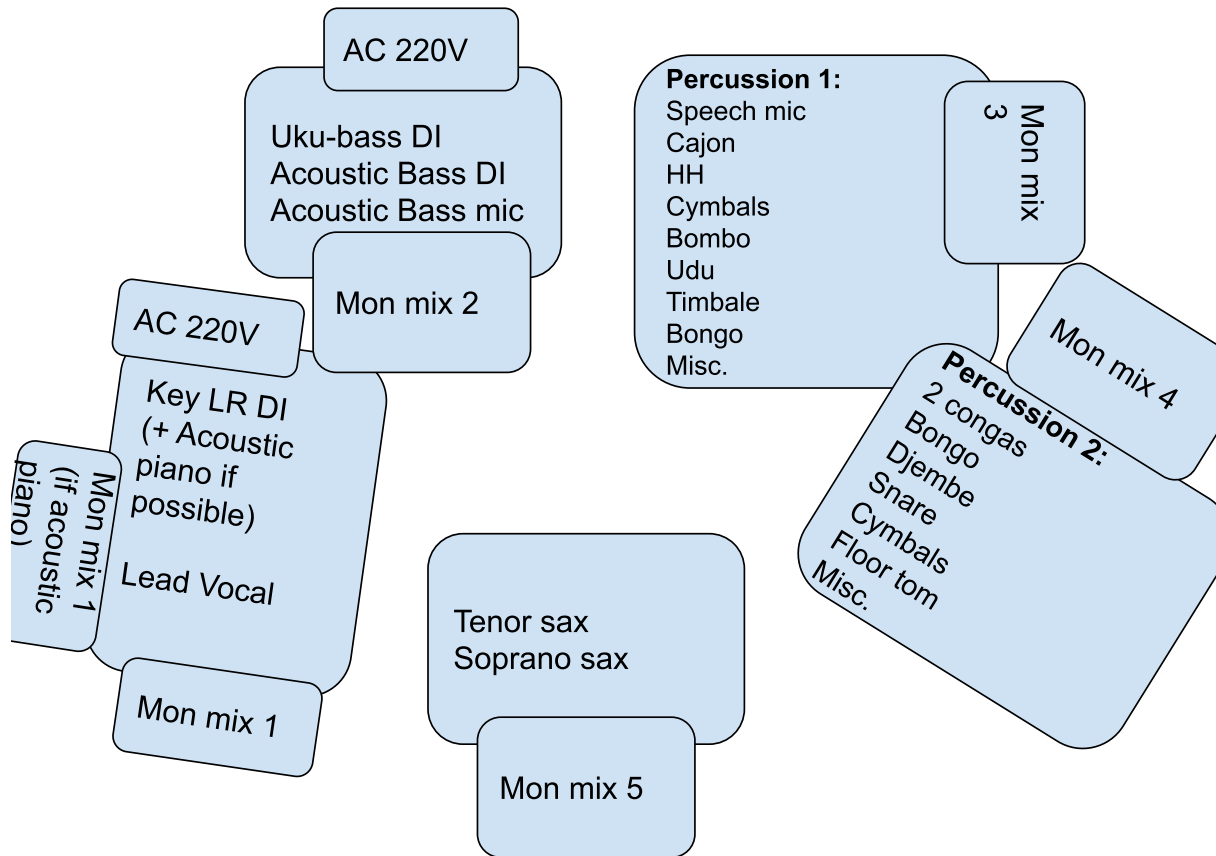 AC 220V
Uku-bass DI
Acoustic Bass DI
Acoustic Bass mic
Mon mix 2
Percussion 1:
Speech mic
Cajon
HH
Cymbals
Bombo
Udu
Timbale
Bongo
Misc.
Mon mix
3
Mon mix 4
Percussion 2:
2 congas
Bongo
Djembe
Snare
Cymbals
Floor tom
Misc.
AC 220V
Key LR DI
(+ Acoustic
piano if
possible)
Lead Vocal
Mon mix 1
(if acoustic
piano)
Mon mix 1
Tenor sax
Soprano sax
Mon mix 5